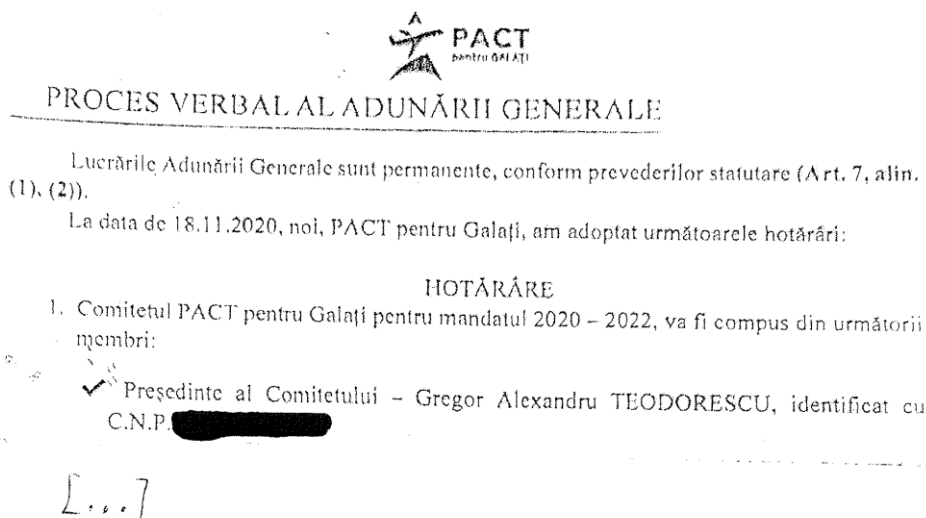 PACT
pentru GALAȚI
PROCES VERBAL AL ADUNĂRII GENERALE
Lucrările Adunării Generale sunt permanente, conform prevederilor statutare (Art. 7, alin.
(1), (2)).
La data de 18.11.2020, noi, PACT pentru Galați, am adoptat următoarele hotărâri:
HOTĂRÂRE
1. Comitetul PACT pentru Galați pentru mandatul 2020 – 2022, va fi compus din următorii
membri:
✓ Președinte al Comitetului – Gregor Alexandru TEODORESCU, identificat cu
C.N.P.
[...]